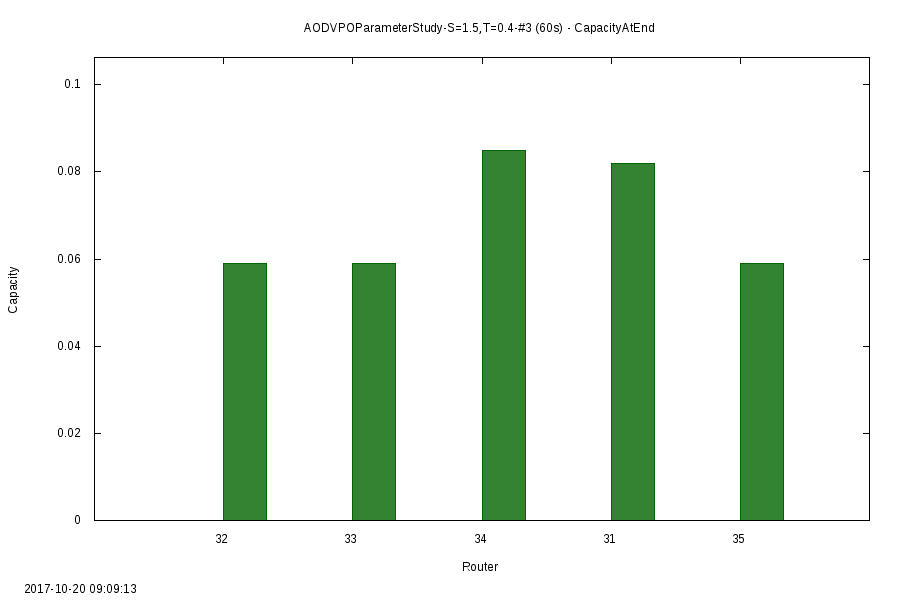 AODVPOParameterStudy-S=1.5,T=0.4-#3 (60s) - CapacityAtEnd
0.1
0.08
0.06
0.04
0.02
0
Capacity
32 33 34 31 35
Router
2017-10-20 09:09:13